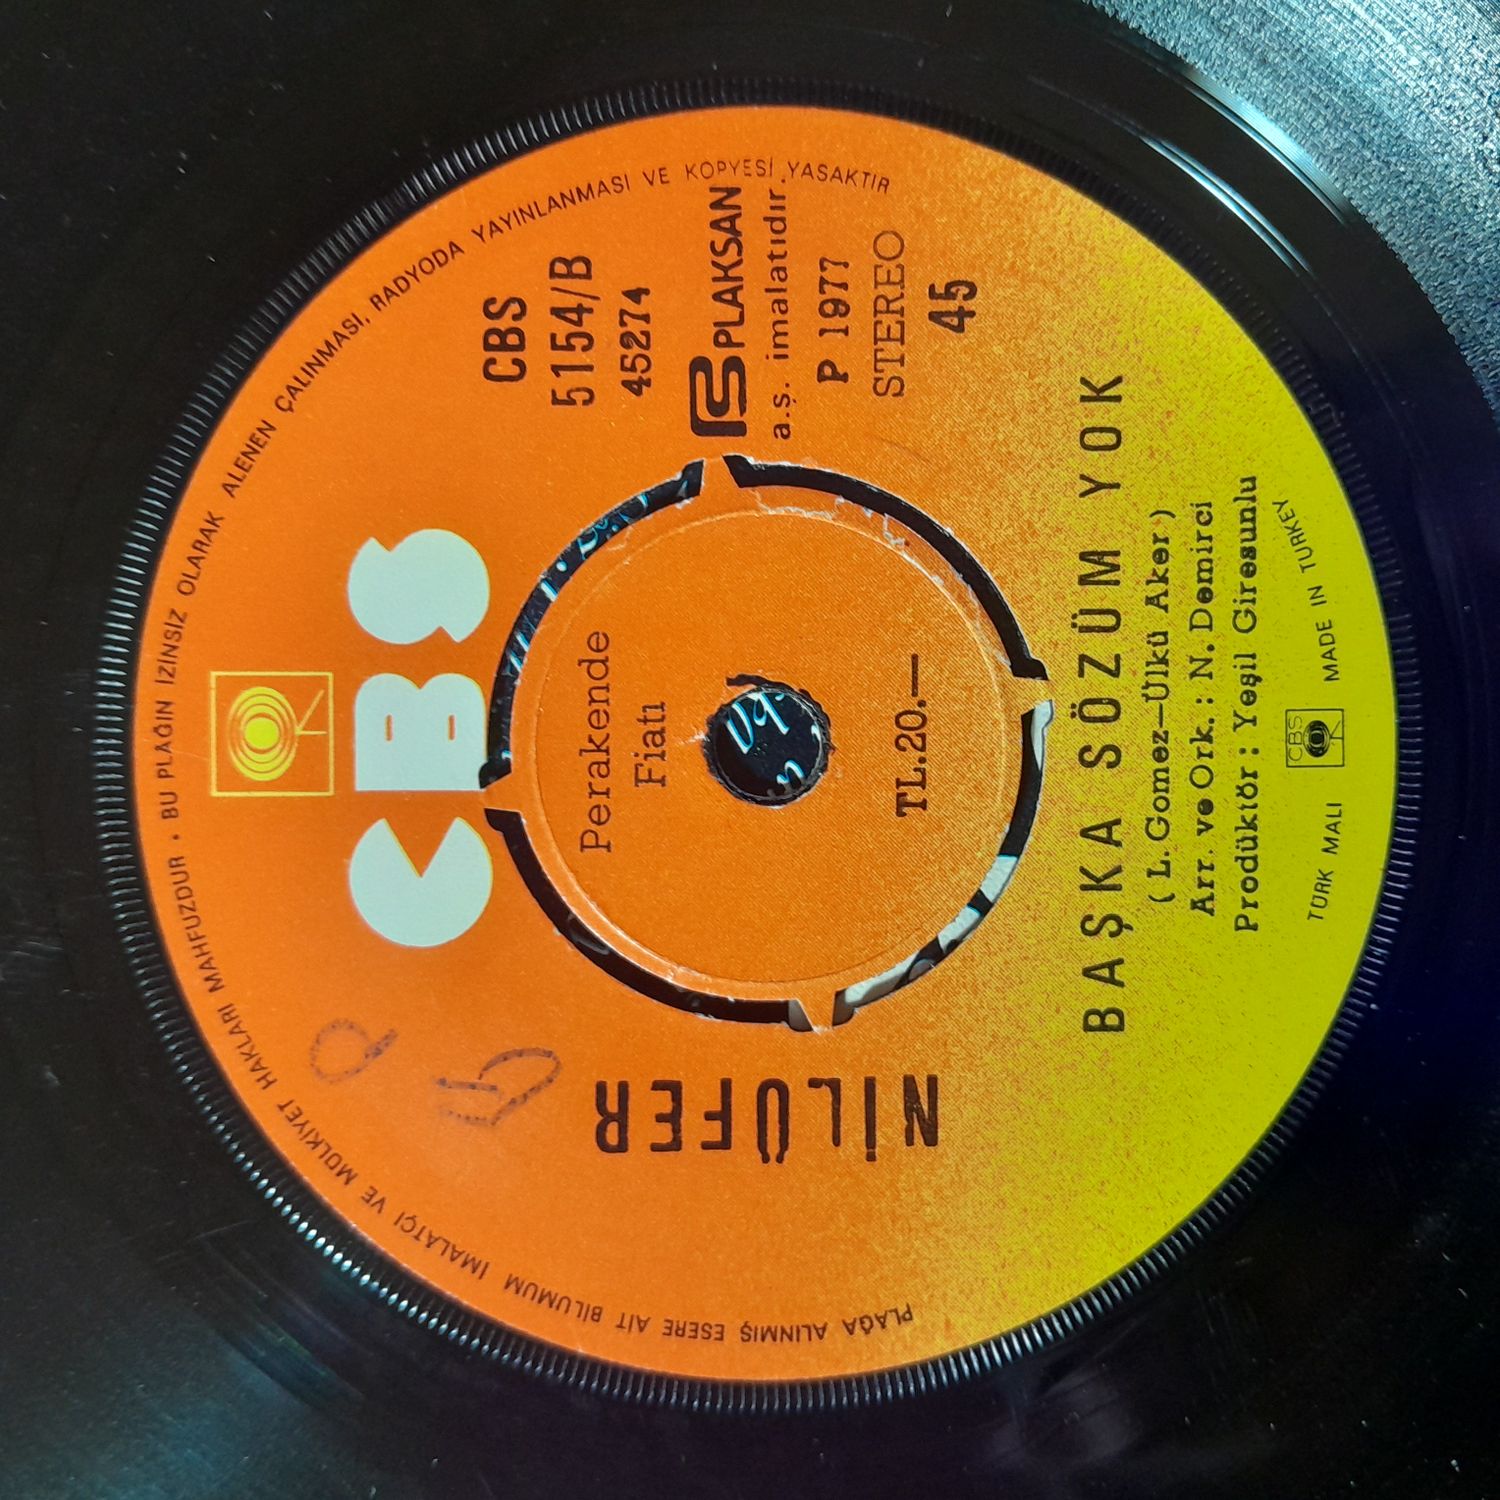 PLAĞA ALINMIŞ ESERE AİT BİLUMUM İMALATÇI VE MÜLKİYET HAKLARI MAHFUZDUR • BU PLAĞIN İZİNSİZ OLARAK ALENEN ÇALINMASI, RADYODA YAYINLANMASI VE KOPYESİ YASAKTIR
CBS
NİLÜFER
CBS
5154/B
45274
PLAKSAN
a.ş. imalatıdır.
P 1977
STEREO
45
Perakende
Fiatı
TL.20.—
BAŞKA SÖZÜM YOK
( L. Gomez–Ülkü Aker )
Arr. ve Ork. : N. Demirci
Prodüktör : Yeşil Giresunlu
TÜRK MALI CBS MADE IN TURKEY